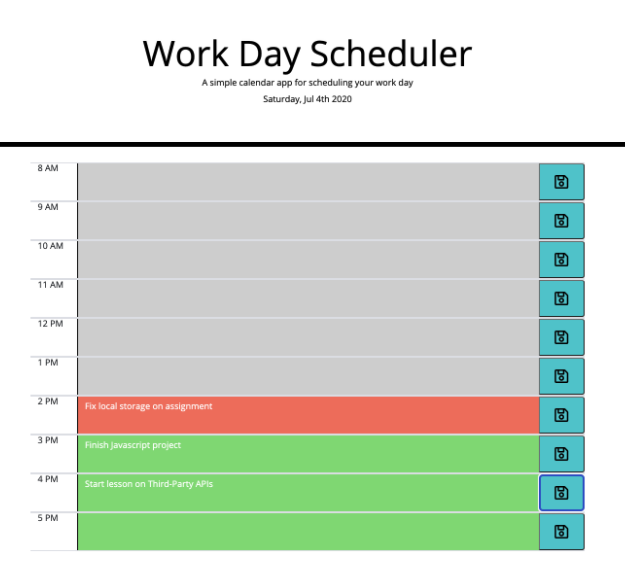 Work Day Scheduler
A simple calendar app for scheduling your work day
Saturday, Jul 4th 2020
8 AM
9 AM
10 AM
11 AM
12 PM
1 PM
2 PM Fix local storage on assignment
3 PM Finish Javascript project
4 PM Start lesson on Third-Party APIs
5 PM